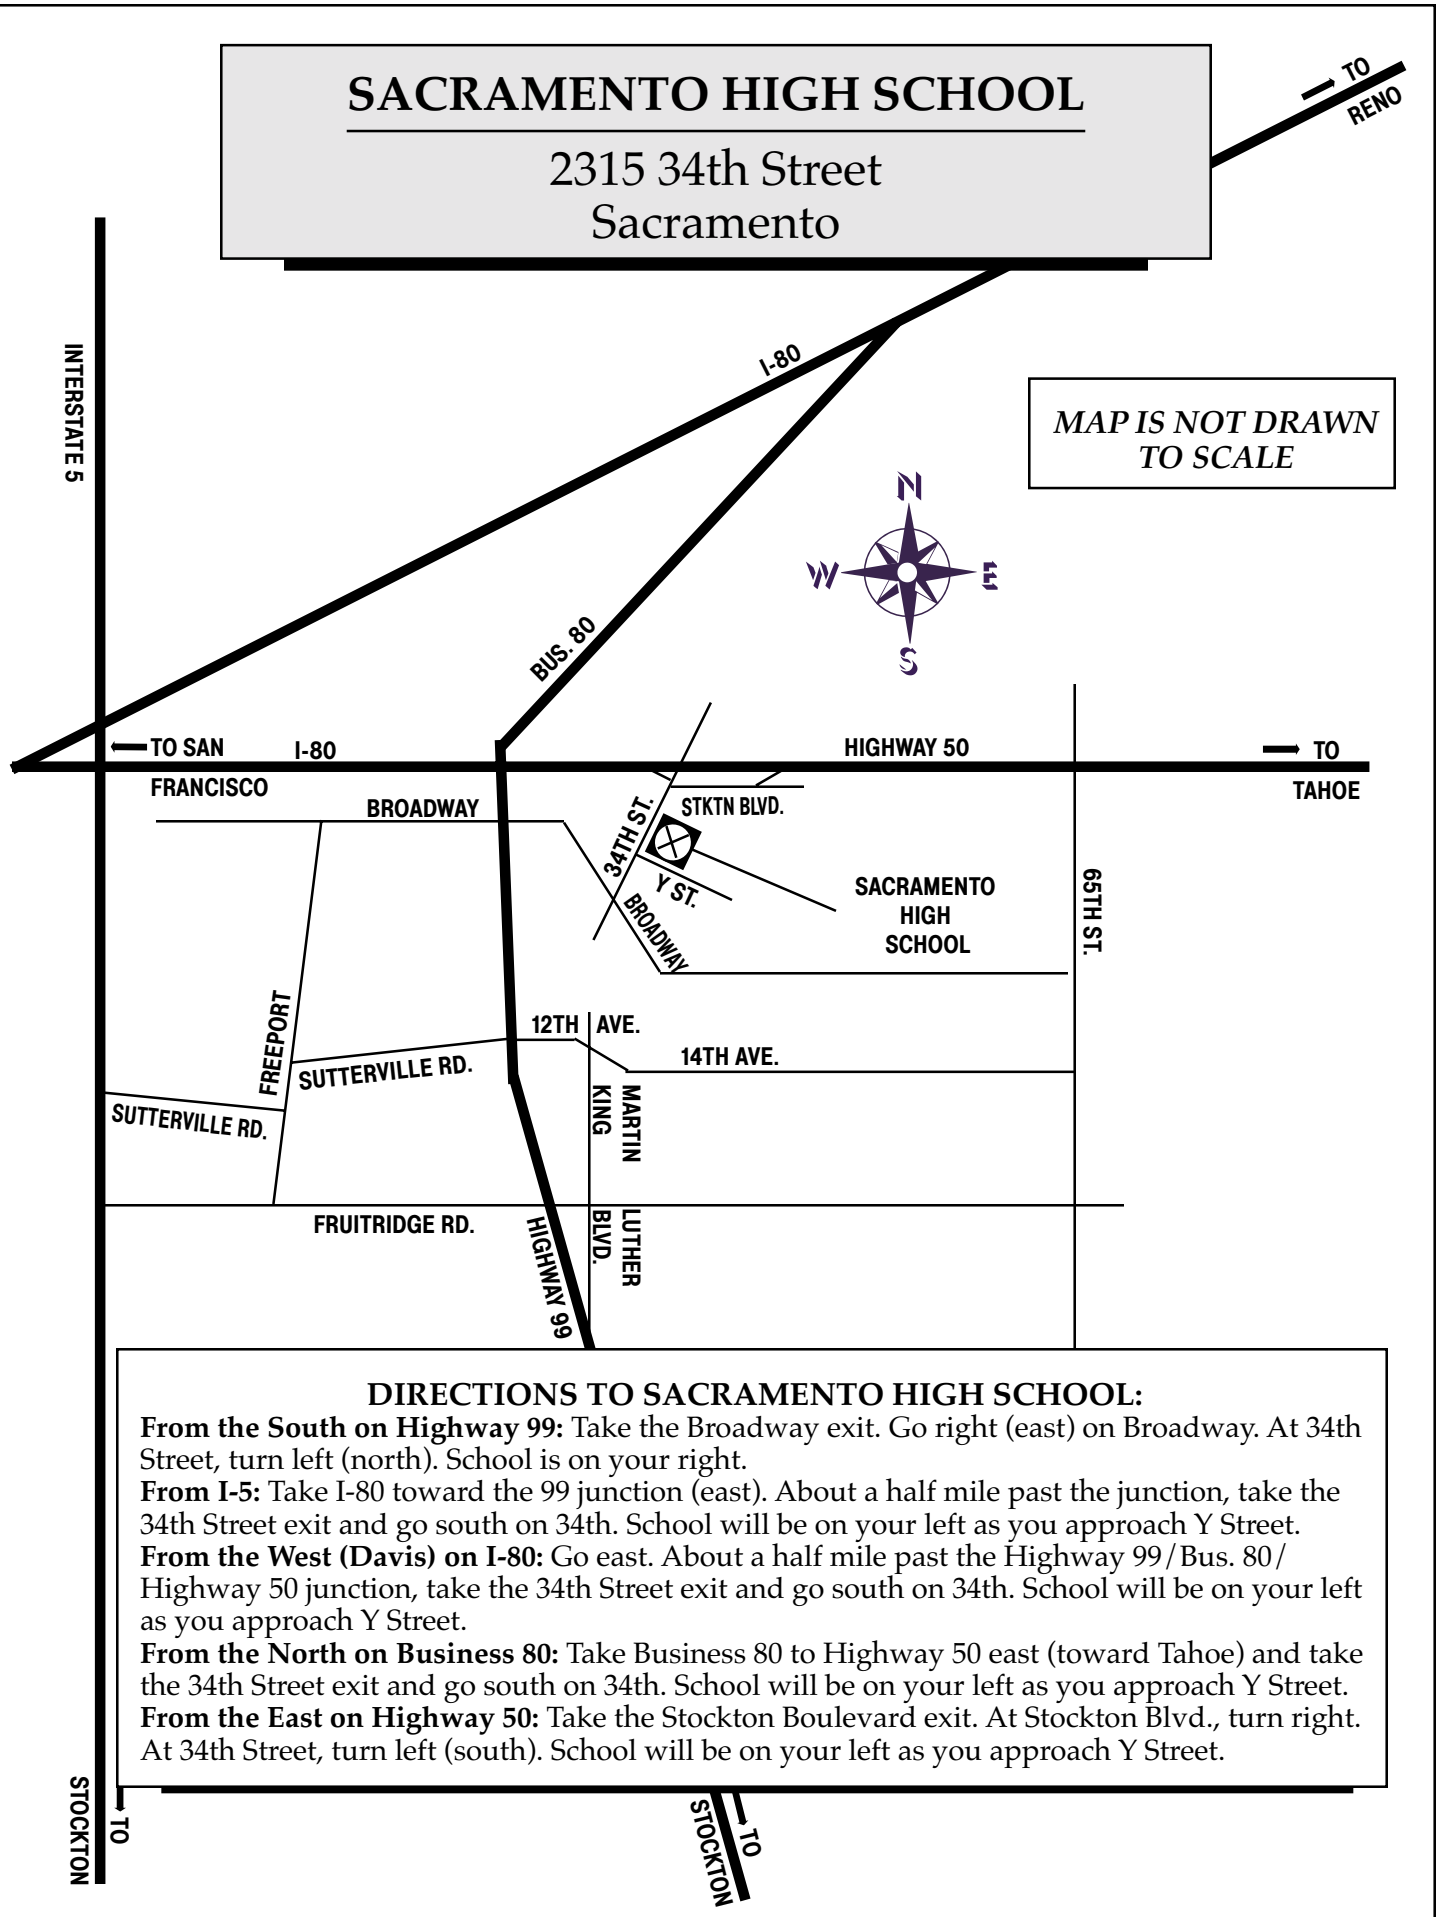 SACRAMENTO HIGH SCHOOL
2315 34th Street
Sacramento
TO
RENO
INTERSTATE 5
I-80
MAP IS NOT DRAWN
TO SCALE
N
W
E
S
BUS. 80
TO SAN
FRANCISCO
I-80
HIGHWAY 50
TO
TAHOE
BROADWAY
34TH ST.
STKTN BLVD.
Y ST.
BROADWAY
SACRAMENTO
HIGH
SCHOOL
65TH ST.
FREEPORT
12TH AVE.
14TH AVE.
SUTTERVILLE RD.
SUTTERVILLE RD.
MARTIN LUTHER
KING BLVD.
FRUITRIDGE RD.
HIGHWAY 99
DIRECTIONS TO SACRAMENTO HIGH SCHOOL:
From the South on Highway 99: Take the Broadway exit. Go right (east) on Broadway. At 34th
Street, turn left (north). School is on your right.
From I-5: Take I-80 toward the 99 junction (east). About a half mile past the junction, take the
34th Street exit and go south on 34th. School will be on your left as you approach Y Street.
From the West (Davis) on I-80: Go east. About a half mile past the Highway 99/Bus. 80/
Highway 50 junction, take the 34th Street exit and go south on 34th. School will be on your left
as you approach Y Street.
From the North on Business 80: Take Business 80 to Highway 50 east (toward Tahoe) and take
the 34th Street exit and go south on 34th. School will be on your left as you approach Y Street.
From the East on Highway 50: Take the Stockton Boulevard exit. At Stockton Blvd., turn right.
At 34th Street, turn left (south). School will be on your left as you approach Y Street.
TO
STOCKTON
TO
STOCKTON